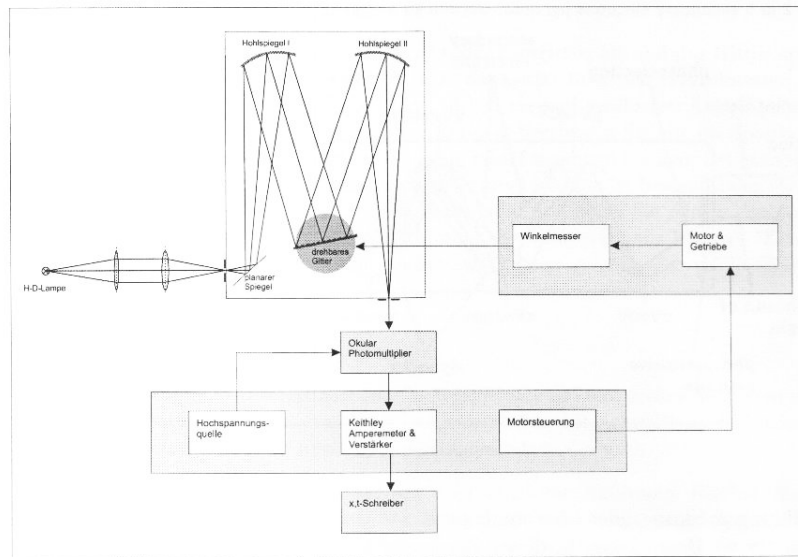 Hohlspiegel I
Hohlspiegel II
drehbares
Gitter
planarer
Spiegel
H-D-Lampe
Winkelmesser
Motor &
Getriebe
Okular
Photomultiplier
Hochspannungs-
quelle
Keithley
Amperemeter &
Verstärker
Motorsteuerung
x,t-Schreiber